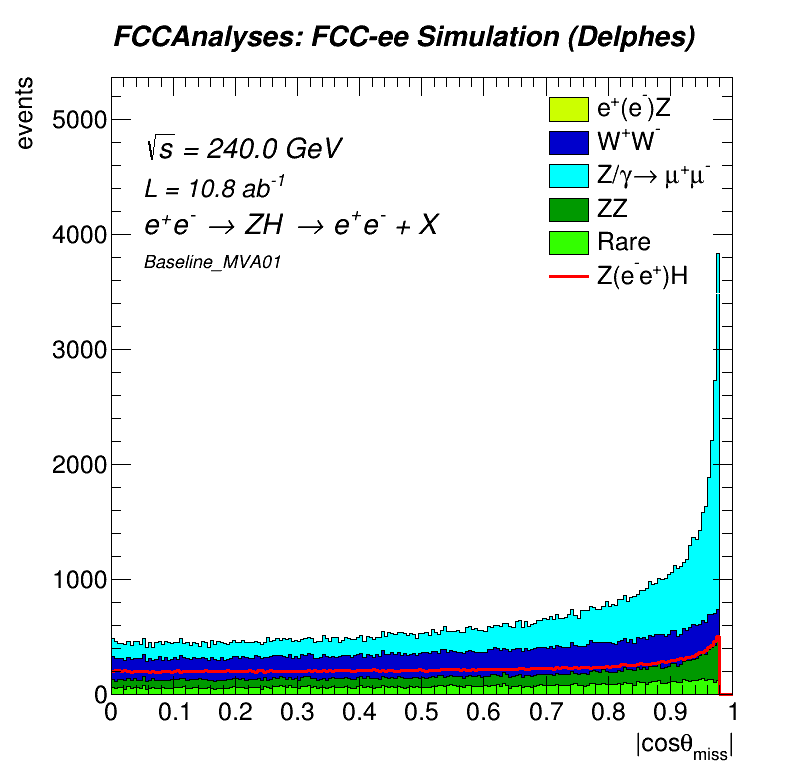 FCCAnalyses: FCC-ee Simulation (Delphes)
events
√s = 240.0 GeV
L = 10.8 ab⁻¹
e⁺e⁻ → ZH → e⁺e⁻ + X
Baseline_MVA01
e⁺(e⁻)Z
W⁺W⁻
Z/γ→ μ⁺μ⁻
ZZ
Rare
Z(e⁻e⁺)H
5000
4000
3000
2000
1000
0
0 0.1 0.2 0.3 0.4 0.5 0.6 0.7 0.8 0.9 1
|cosθ_miss|